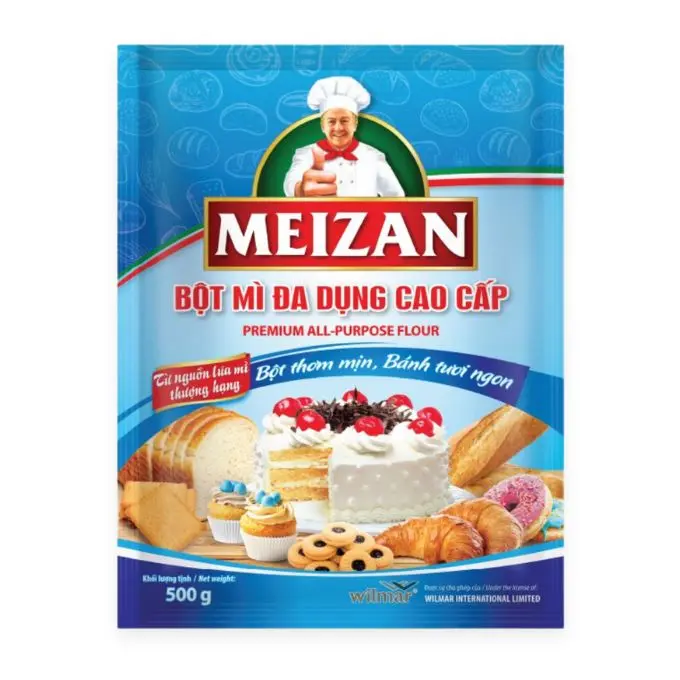 MEIZAN
BỘT MÌ ĐA DỤNG CAO CẤP
PREMIUM ALL-PURPOSE FLOUR
Từ nguồn lúa mì
thượng hạng
Bột thơm mịn, Bánh tươi ngon
Khối lượng tịnh / Net weight:
500 g
wilmar
Được sự cho phép của / Under the license of:
WILMAR INTERNATIONAL LIMITED